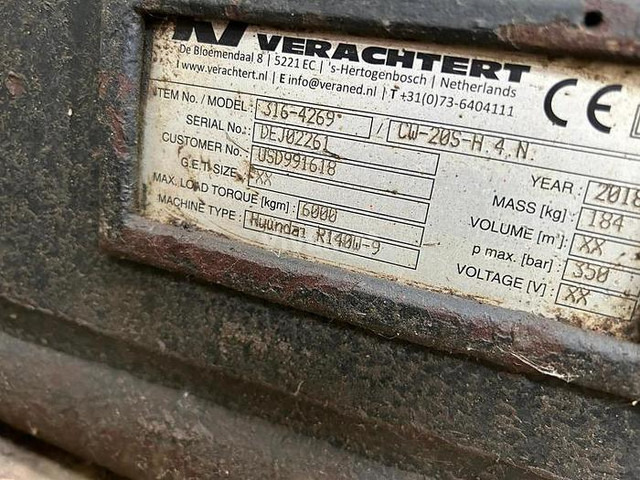 VERACHTERT
De Bloemendaal 8 | 5221 EC | 's-Hertogenbosch | Netherlands
I www.verachtert.nl | E info@veraned.nl | T +31(0)73-6404111
CE
ITEM No. / MODEL: 316-4269 / CW-20S-H.4.N.
SERIAL No.: DEJ02261
CUSTOMER No. USD991618
G.E.T. SIZE: XX
MAX. LOAD TORQUE [kgm]: 6000
MACHINE TYPE: Hyundai R140W-9
YEAR: 2018
MASS [kg]: 184
VOLUME [m³]: XX
p max. [bar]: 350
VOLTAGE [V]: XX